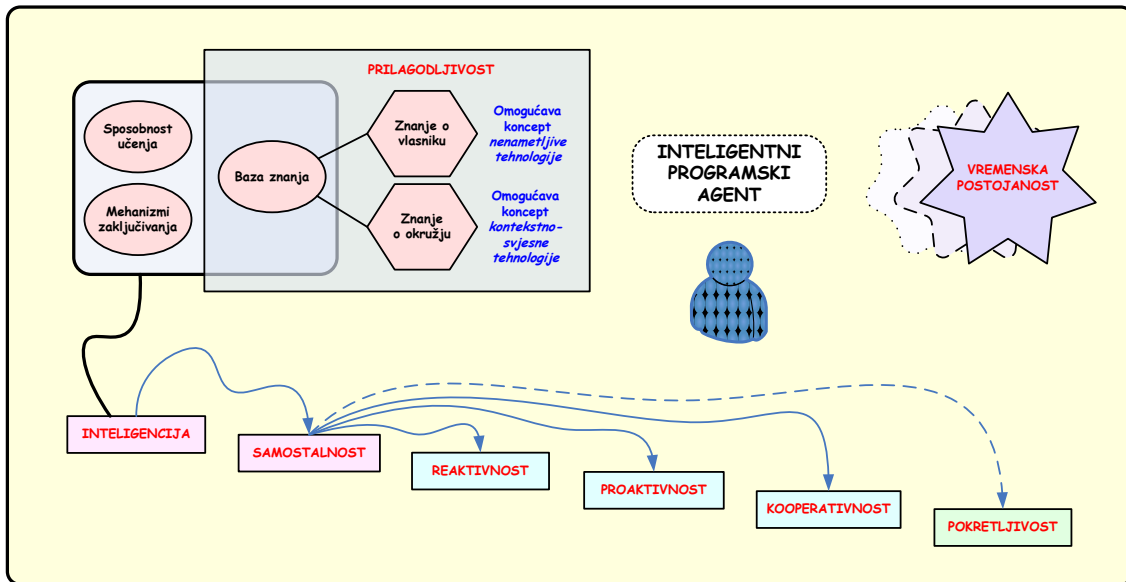 PRILAGODLJIVOST
Sposobnost
učenja
Mehanizmi
zaključivanja
Baza znanja
Znanje o
vlasniku
Omogućava
koncept
nenametljive
tehnologije
Znanje
o okružju
Omogućava
koncept
kontekstno-
svjesne
tehnologije
INTELIGENTNI
PROGRAMSKI
AGENT
VREMENSKA
POSTOJANOST
INTELIGENCIJA
SAMOSTALNOST
REAKTIVNOST
PROAKTIVNOST
KOOPERATIVNOST
POKRETLJIVOST